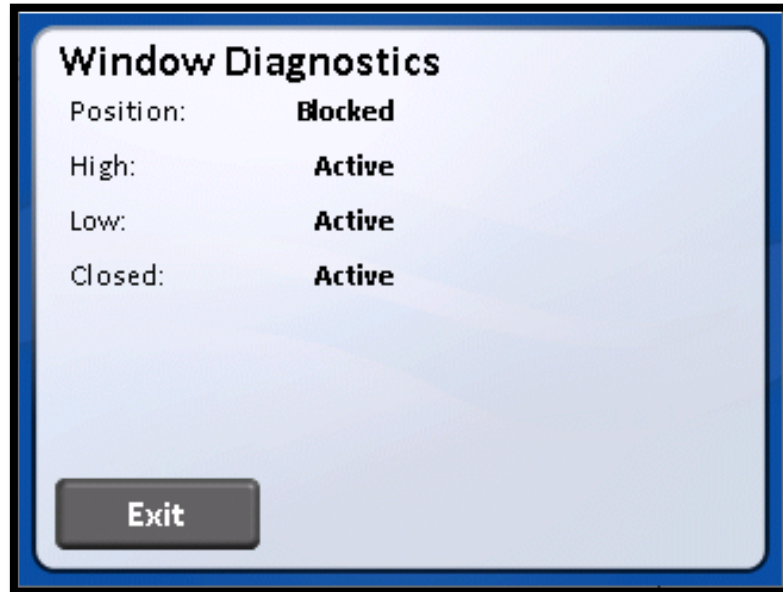 Window Diagnostics
Position: Blocked
High: Active
Low: Active
Closed: Active
Exit